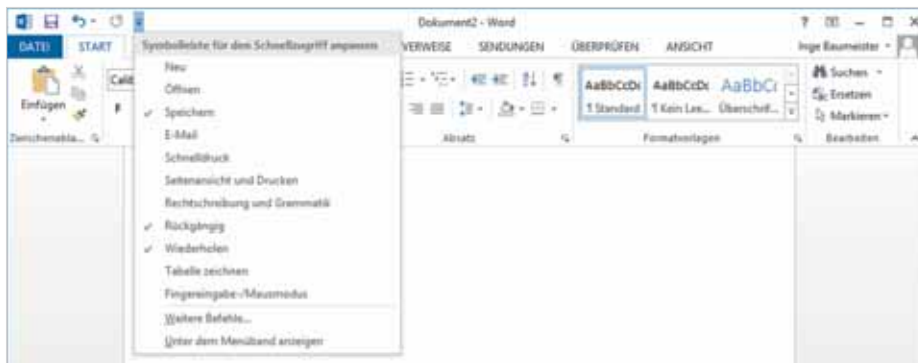 Dokument2 - Word
DATEI START VERWEISE SENDUNGEN ÜBERPRÜFEN ANSICHT Inge Baumeister
Symbolleiste für den Schnellzugriff anpassen
Neu
Öffnen
Speichern
E-Mail
Schnelldruck
Seitenansicht und Drucken
Rechtschreibung und Grammatik
Rückgängig
Wiederholen
Tabelle zeichnen
Fingereingabe-/Mausmodus
Weitere Befehle...
Unter dem Menüband anzeigen
Einfügen
Zwischenabla...
Calib
F
Absatz
AaBbCcDc AaBbCcDc AaBbCc
¶ Standard ¶ Kein Lee... Überschrif...
Formatvorlagen
Suchen
Ersetzen
Markieren
Bearbeiten